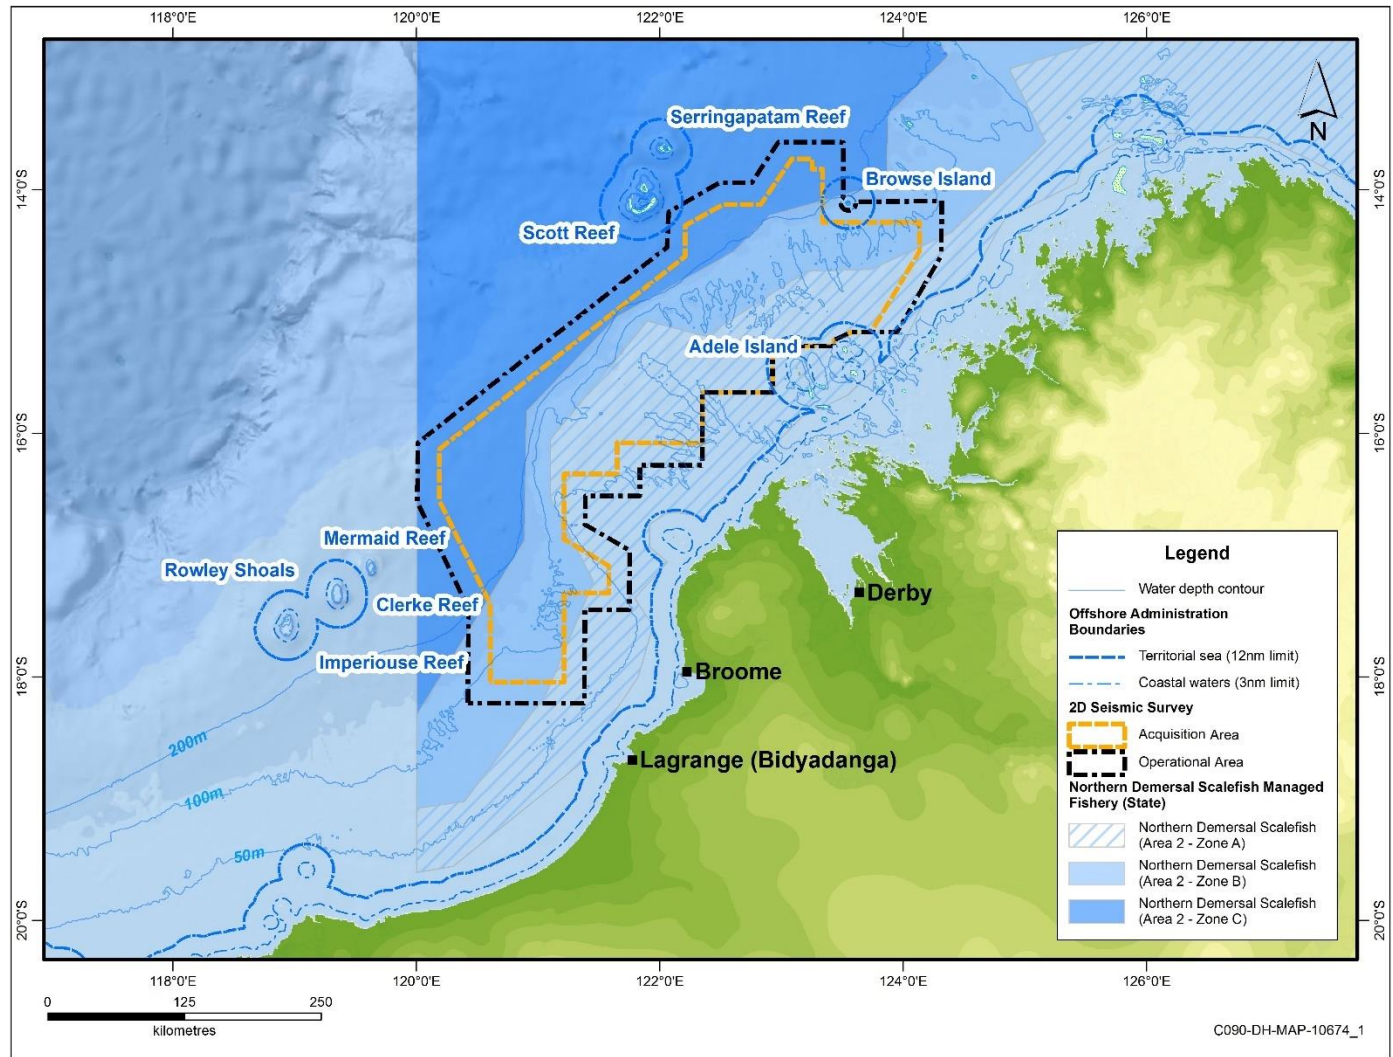 118°0'E
120°0'E
122°0'E
124°0'E
126°0'E
N
Serringapatam Reef
14°0'S
14°0'S
Browse Island
Scott Reef
Adele Island
16°0'S
16°0'S
Mermaid Reef
Rowley Shoals
Clerke Reef
Imperiouse Reef
Derby
Broome
18°0'S
18°0'S
Lagrange (Bidyadanga)
200m
100m
50m
20°0'S
20°0'S
Legend
Water depth contour
Offshore Administration
Boundaries
Territorial sea (12nm limit)
Coastal waters (3nm limit)
2D Seismic Survey
Acquisition Area
Operational Area
Northern Demersal Scalefish Managed
Fishery (State)
Northern Demersal Scalefish
(Area 2 - Zone A)
Northern Demersal Scalefish
(Area 2 - Zone B)
Northern Demersal Scalefish
(Area 2 - Zone C)
118°0'E
120°0'E
122°0'E
124°0'E
126°0'E
0 125 250
kilometres
C090-DH-MAP-10674_1